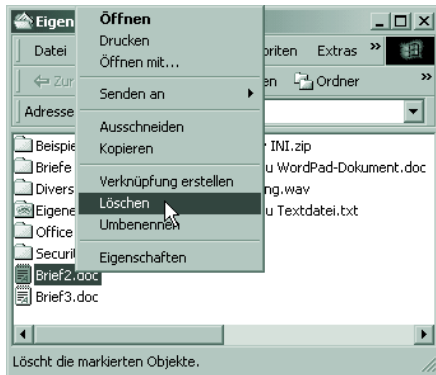 Eigen
Öffnen
Drucken
Öffnen mit...
Senden an
Ausschneiden
Kopieren
Verknüpfung erstellen
Löschen
Umbenennen
Eigenschaften
Datei
oriten Extras »
Zur
en Ordner »
Adresse
Beispie
INI.zip
Briefe
u WordPad-Dokument.doc
Divers
ng.wav
Eigene
u Textdatei.txt
Office
Securit
Brief2.doc
Brief3.doc
Löscht die markierten Objekte.